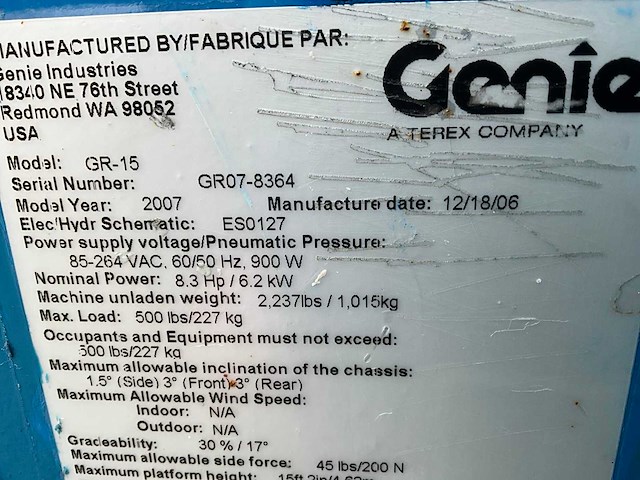 MANUFACTURED BY/FABRIQUE PAR:
Genie
Genie Industries
18340 NE 76th Street
Redmond WA 98052
USA
A TEREX COMPANY
Model: GR-15
Serial Number: GR07-8364
Model Year: 2007 Manufacture date: 12/18/06
Elec/Hydr Schematic: ES0127
Power supply voltage/Pneumatic Pressure:
85-264 VAC, 60/50 Hz, 900 W
Nominal Power: 8.3 Hp / 6.2 kW
Machine unladen weight: 2,237lbs / 1,015kg
Max. Load: 500 lbs/227 kg
Occupants and Equipment must not exceed:
500 lbs/227 kg
Maximum allowable inclination of the chassis:
1.5° (Side) 3° (Front) 3° (Rear)
Maximum Allowable Wind Speed:
Indoor: N/A
Outdoor: N/A
Gradeability: 30 % / 17°
Maximum allowable side force: 45 lbs/200 N
Maximum platform height: 15ft 2in/4.62m